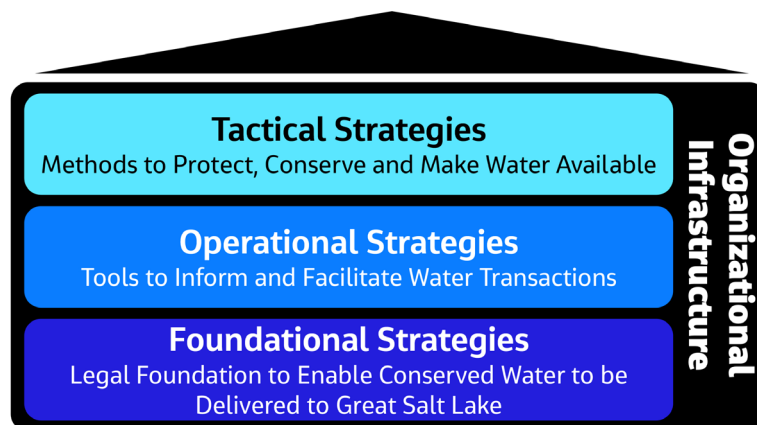 Tactical Strategies
Methods to Protect, Conserve and Make Water Available
Operational Strategies
Tools to Inform and Facilitate Water Transactions
Foundational Strategies
Legal Foundation to Enable Conserved Water to be
Delivered to Great Salt Lake
Organizational
Infrastructure